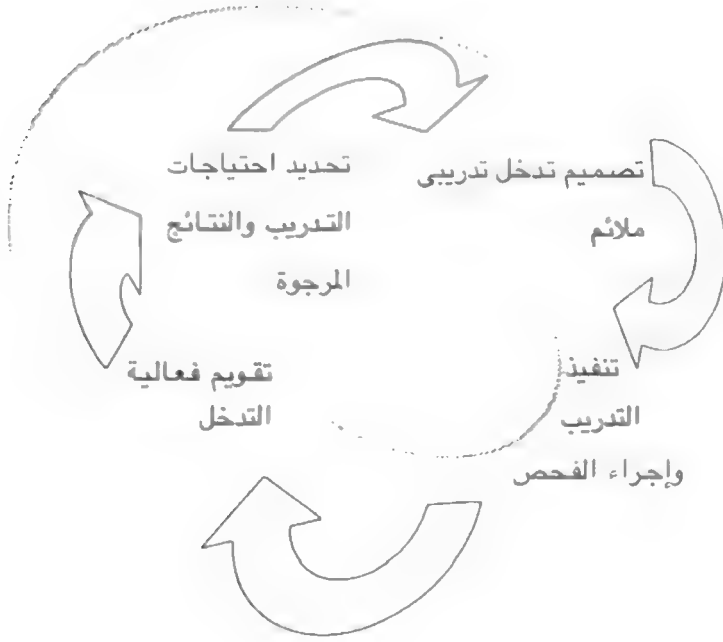 تحديد احتياجات
التدريب والنتائج
المرجوة
تصميم تدخل تدريبى
ملائم
تنفيذ
التدريب
وإجراء الفحص
تقويم فعالية
التدخل